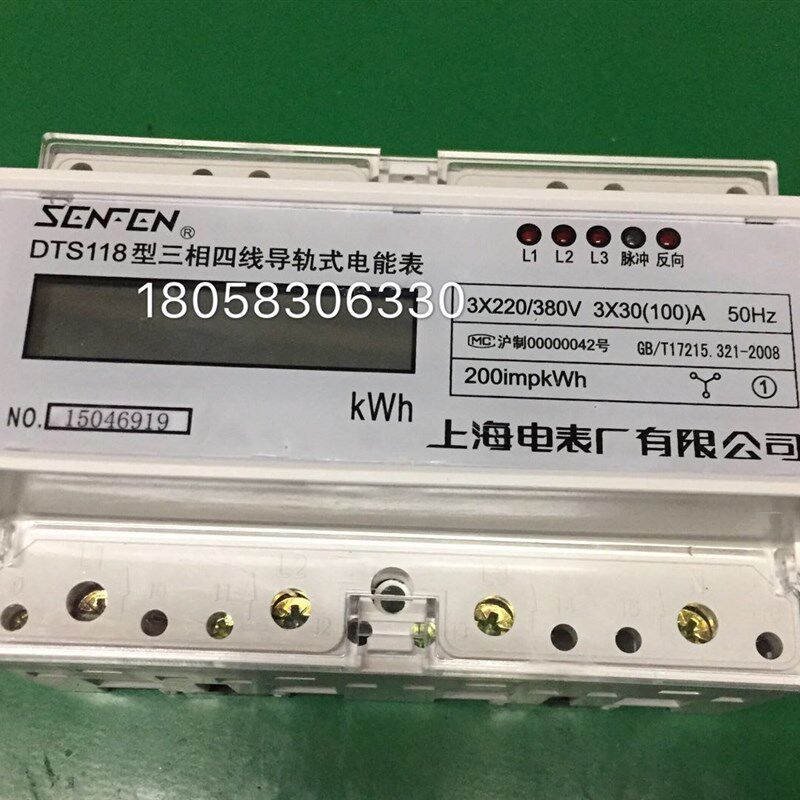 SENFEN®
DTS118型三相四线导轨式电能表
18058306330
L1 L2 L3 脉冲 反向
3X220/380V 3X30(100)A 50Hz
MC 沪制00000042号 GB/T17215.321-2008
200impkWh 1
kWh
NO. 15046919
上海电表厂有限公司
L2